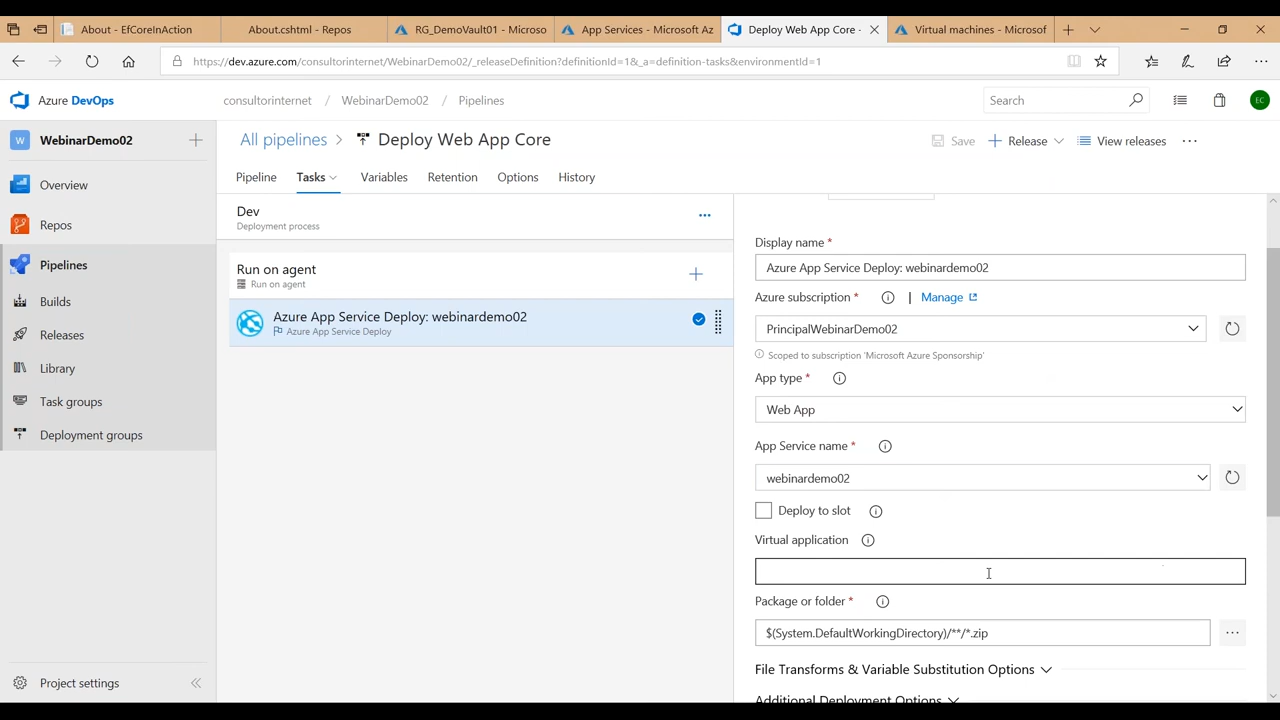 About - EfCoreInAction
About.cshtml - Repos
RG_DemoVault01 - Microso
App Services - Microsoft Az
Deploy Web App Core -
Virtual machines - Microsof
https://dev.azure.com/consultorinternet/WebinarDemo02/_releaseDefinition?definitionId=1&_a=definition-tasks&environmentId=1
Azure DevOps
consultorinternet / WebinarDemo02 / Pipelines
Search
EC
W WebinarDemo02
Overview
Repos
Pipelines
Builds
Releases
Library
Task groups
Deployment groups
Project settings
All pipelines > Deploy Web App Core
Save
Release
View releases
Pipeline
Tasks
Variables
Retention
Options
History
Dev
Deployment process
Run on agent
Run on agent
Azure App Service Deploy: webinardemo02
Azure App Service Deploy
Display name *
Azure App Service Deploy: webinardemo02
Azure subscription * | Manage
PrincipalWebinarDemo02
Scoped to subscription 'Microsoft Azure Sponsorship'
App type *
Web App
App Service name *
webinardemo02
Deploy to slot
Virtual application
Package or folder *
$(System.DefaultWorkingDirectory)/**/*.zip
File Transforms & Variable Substitution Options
Additional Deployment Options